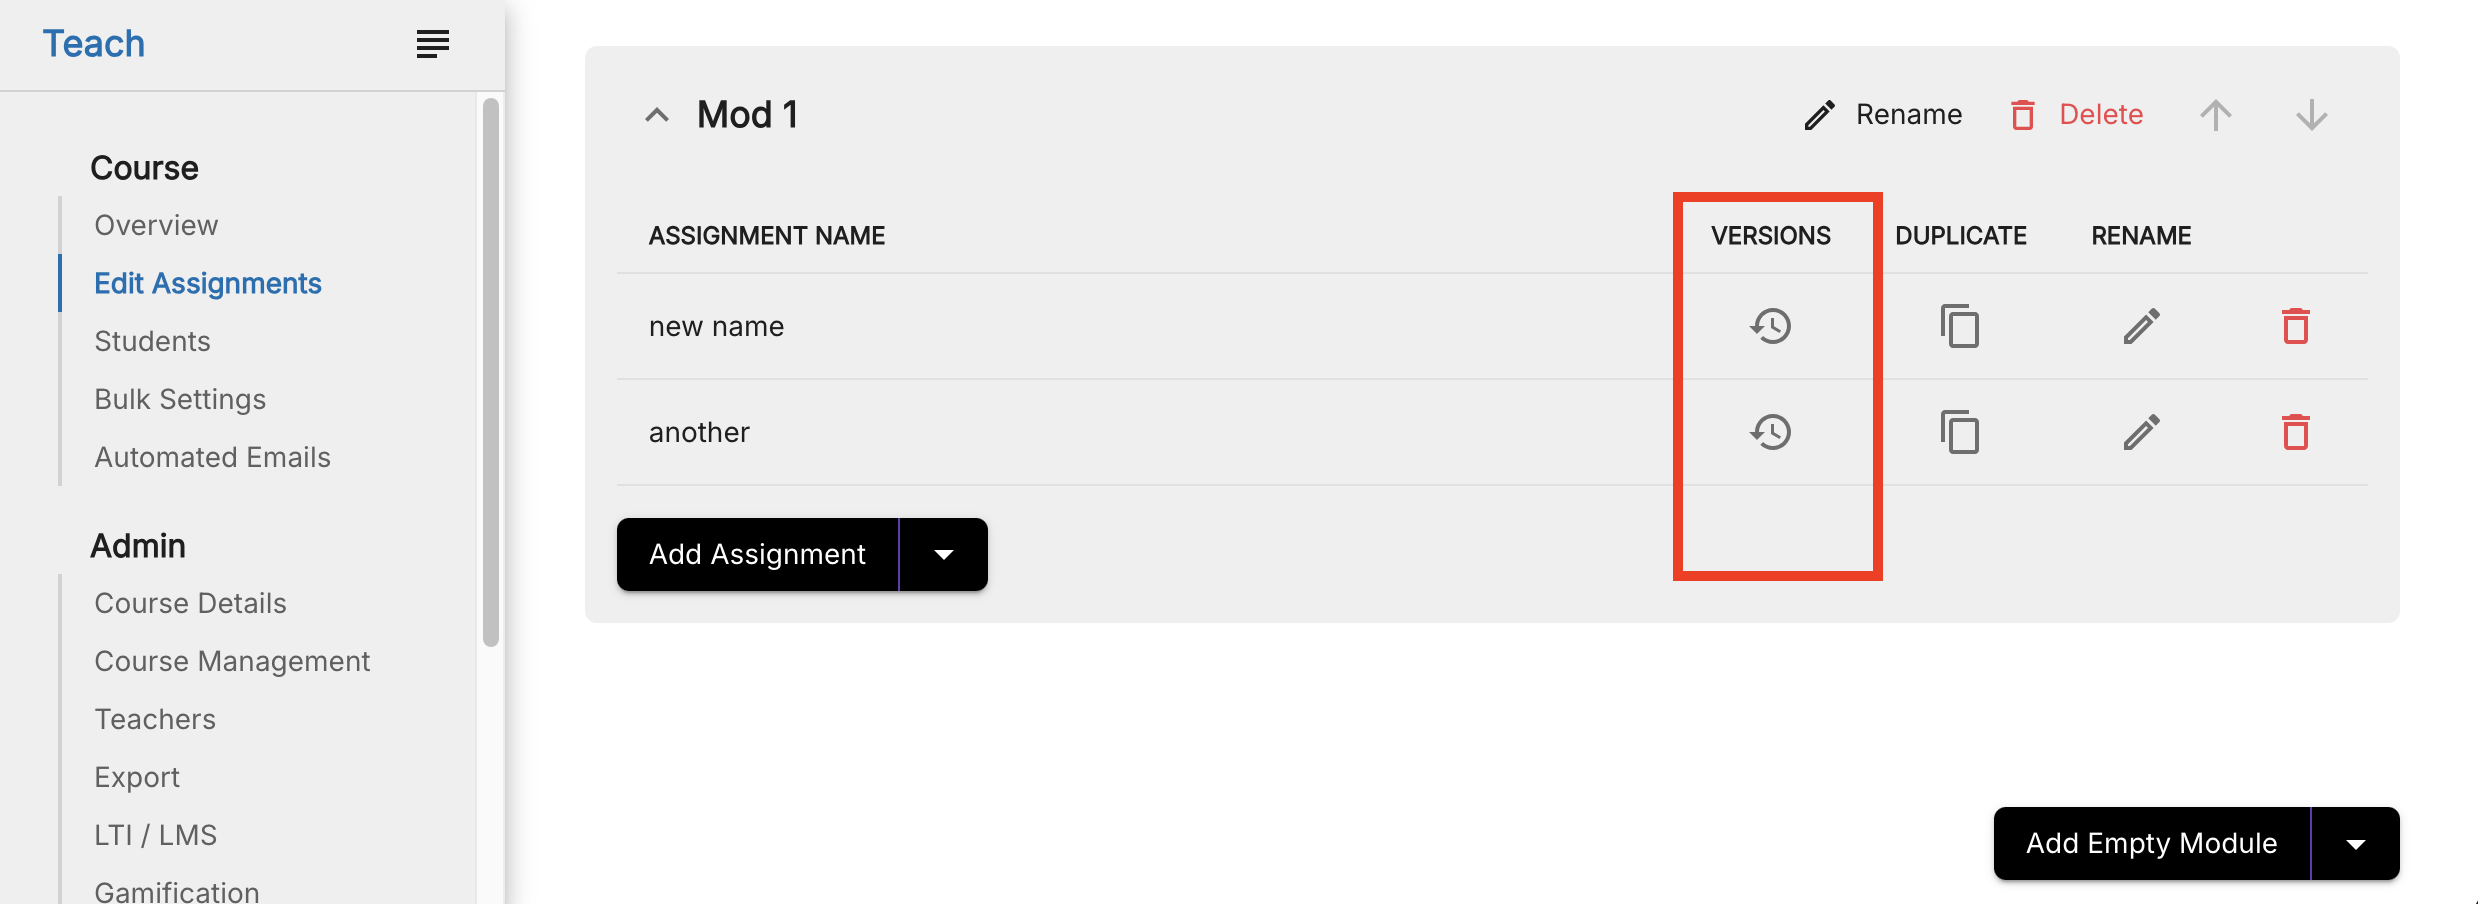 Teach
Course
Overview
Edit Assignments
Students
Bulk Settings
Automated Emails
Admin
Course Details
Course Management
Teachers
Export
LTI / LMS
Gamification
Mod 1
Rename
Delete
ASSIGNMENT NAME VERSIONS DUPLICATE RENAME
new name
another
Add Assignment
Add Empty Module